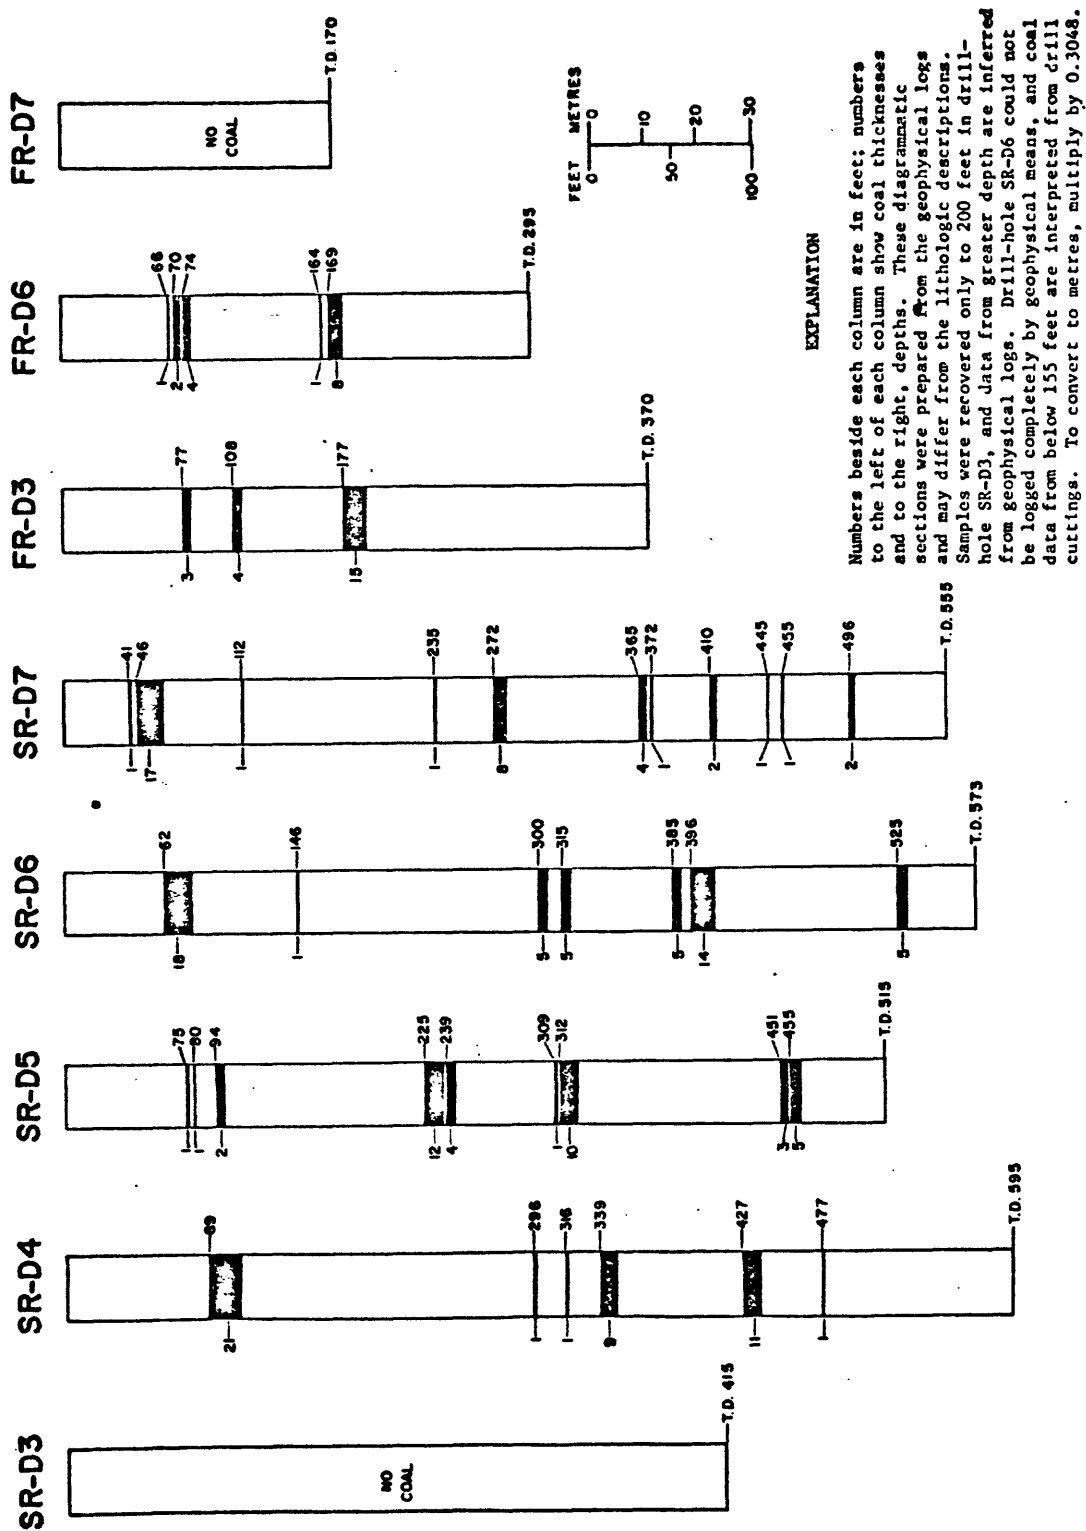 SR-D3
NO
COAL
T.D. 415
SR-D4
21 89
1 296
1 316
9 339
11 427
1 477
T.D. 595
SR-D5
1 75
1 80
2 94
12 225
4 239
1 309
10 312
3 451
5 455
T.D. 515
SR-D6
18 62
1 146
5 300
5 315
5 385
14 396
5 525
T.D. 573
SR-D7
1 41
17 46
1 112
1 235
8 272
4 365
1 372
2 410
1 445
1 455
2 496
T.D. 555
FR-D3
3 77
4 108
15 177
T.D. 370
FR-D6
1 66
2 70
4 74
1 164
8 169
T.D. 295
FR-D7
NO
COAL
T.D. 170
FEET METRES
0 0
10
50
20
100 30
EXPLANATION
Numbers beside each column are in feet; numbers
to the left of each column show coal thicknesses
and to the right, depths. These diagrammatic
sections were prepared from the geophysical logs
and may differ from the lithologic descriptions.
Samples were recovered only to 200 feet in drill-
hole SR-D3, and data from greater depth are inferred
from geophysical logs. Drill-hole SR-D6 could not
be logged completely by geophysical means, and coal
data from below 155 feet are interpreted from drill
cuttings. To convert to metres, multiply by 0.3048.